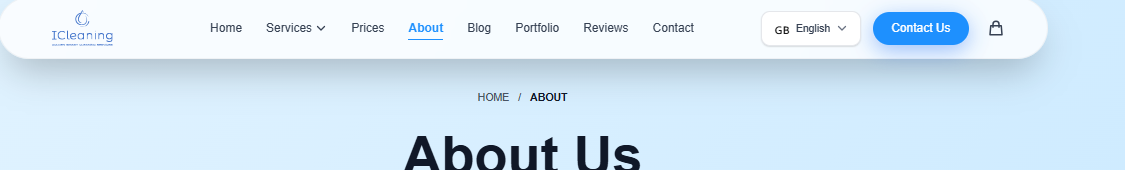 ICleaning
Home Services Prices About Blog Portfolio Reviews Contact GB English Contact Us
HOME / ABOUT
About Us